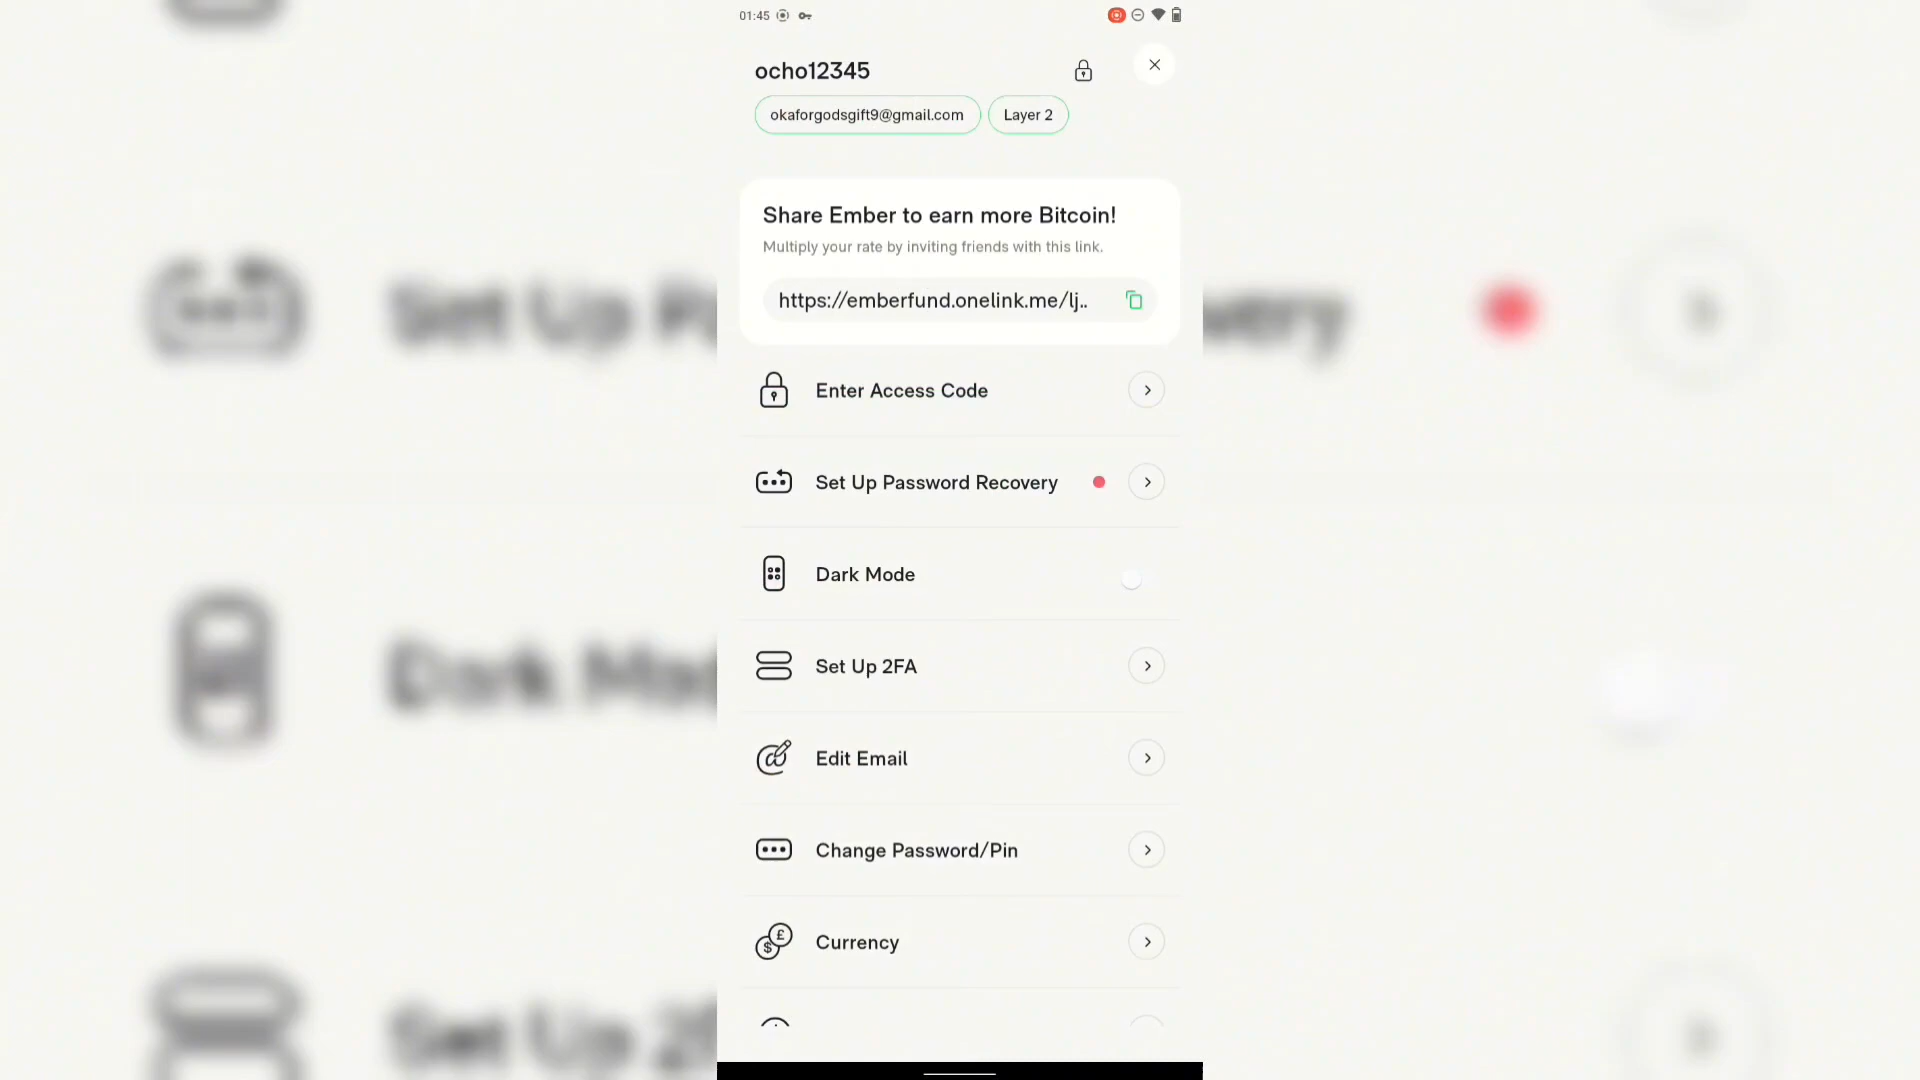 01:45
ocho12345
okaforgodsgift9@gmail.com
Layer 2
Share Ember to earn more Bitcoin!
Multiply your rate by inviting friends with this link.
https://emberfund.onelink.me/lj..
Enter Access Code
Set Up Password Recovery
Dark Mode
Set Up 2FA
Edit Email
Change Password/Pin
Currency